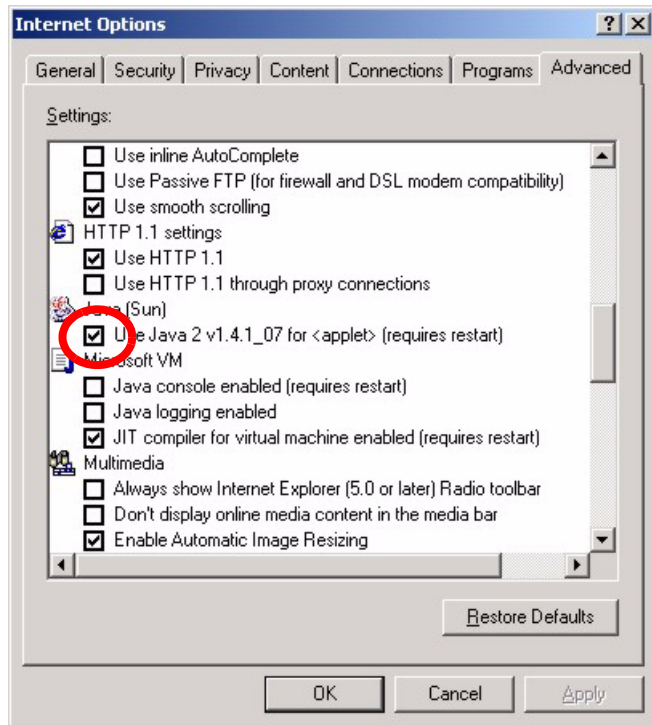 Internet Options
General Security Privacy Content Connections Programs Advanced
Settings:
Use inline AutoComplete
Use Passive FTP (for firewall and DSL modem compatibility)
Use smooth scrolling
HTTP 1.1 settings
Use HTTP 1.1
Use HTTP 1.1 through proxy connections
Java (Sun)
Use Java 2 v1.4.1_07 for <applet> (requires restart)
Microsoft VM
Java console enabled (requires restart)
Java logging enabled
JIT compiler for virtual machine enabled (requires restart)
Multimedia
Always show Internet Explorer (5.0 or later) Radio toolbar
Don't display online media content in the media bar
Enable Automatic Image Resizing
Restore Defaults
OK Cancel Apply